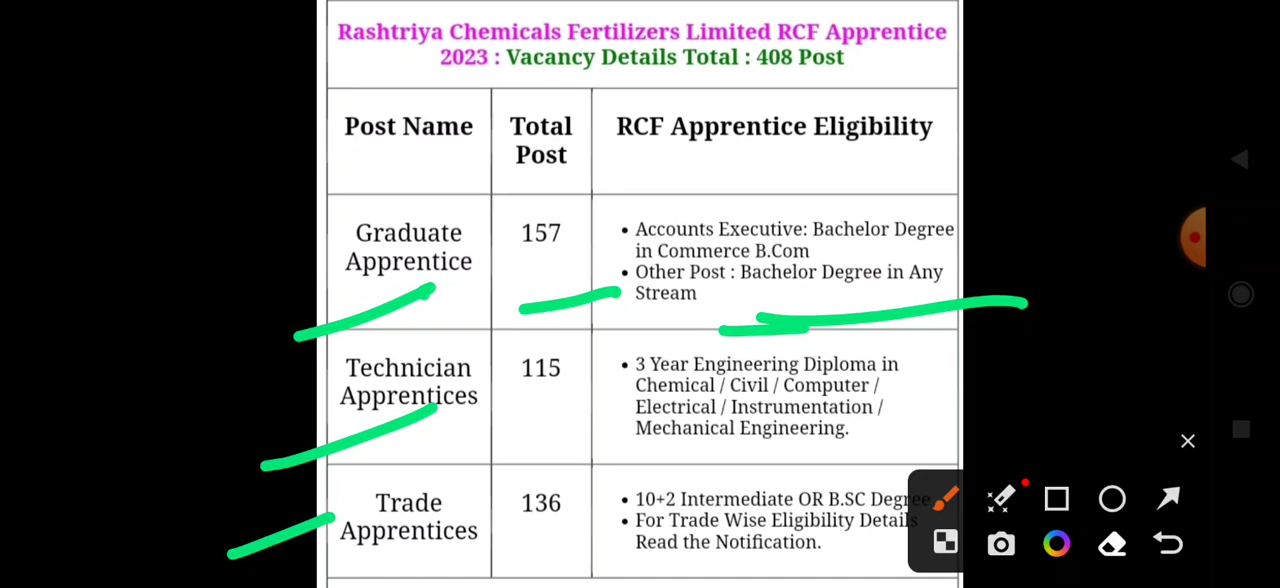 Rashtriya Chemicals Fertilizers Limited RCF Apprentice
2023 : Vacancy Details Total : 408 Post
Post Name
Total
Post
RCF Apprentice Eligibility
Graduate
Apprentice
157
• Accounts Executive: Bachelor Degree
in Commerce B.Com
• Other Post : Bachelor Degree in Any
Stream
Technician
Apprentices
115
• 3 Year Engineering Diploma in
Chemical / Civil / Computer /
Electrical / Instrumentation /
Mechanical Engineering.
Trade
Apprentices
136
• 10+2 Intermediate OR B.SC Degree
• For Trade Wise Eligibility Details
Read the Notification.